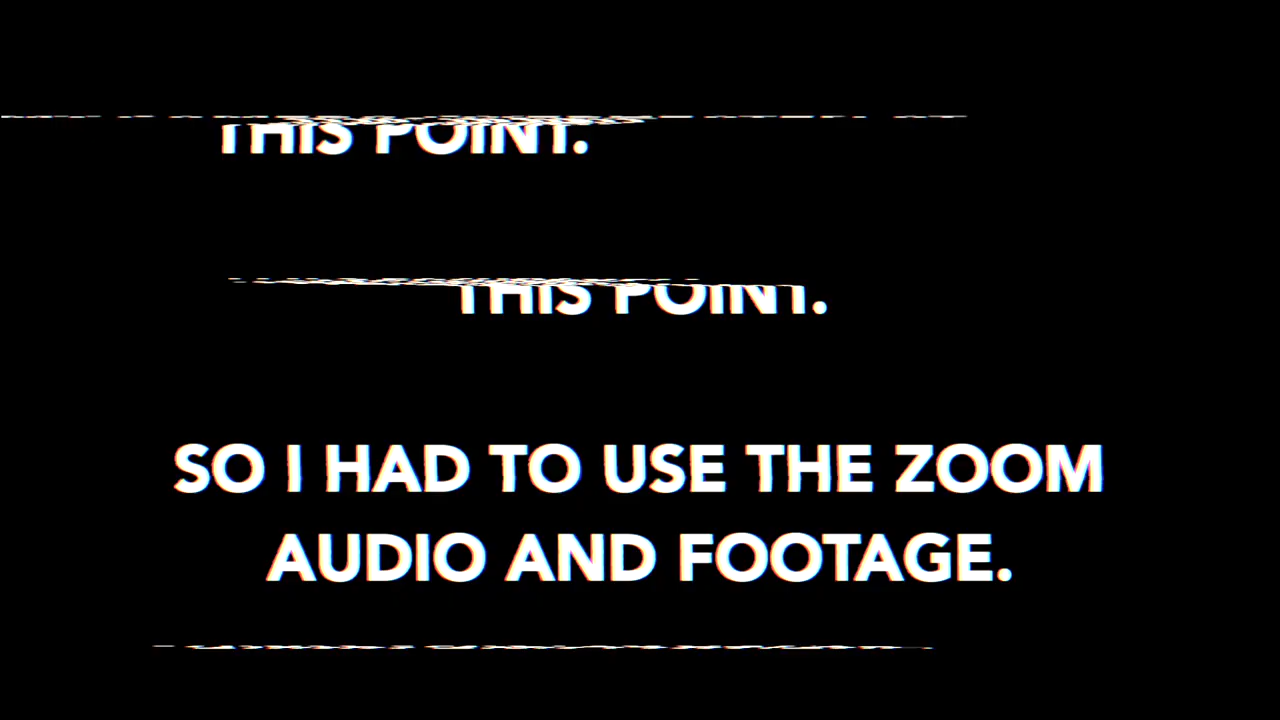 THIS POINT.
THIS POINT.
SO I HAD TO USE THE ZOOM
AUDIO AND FOOTAGE.